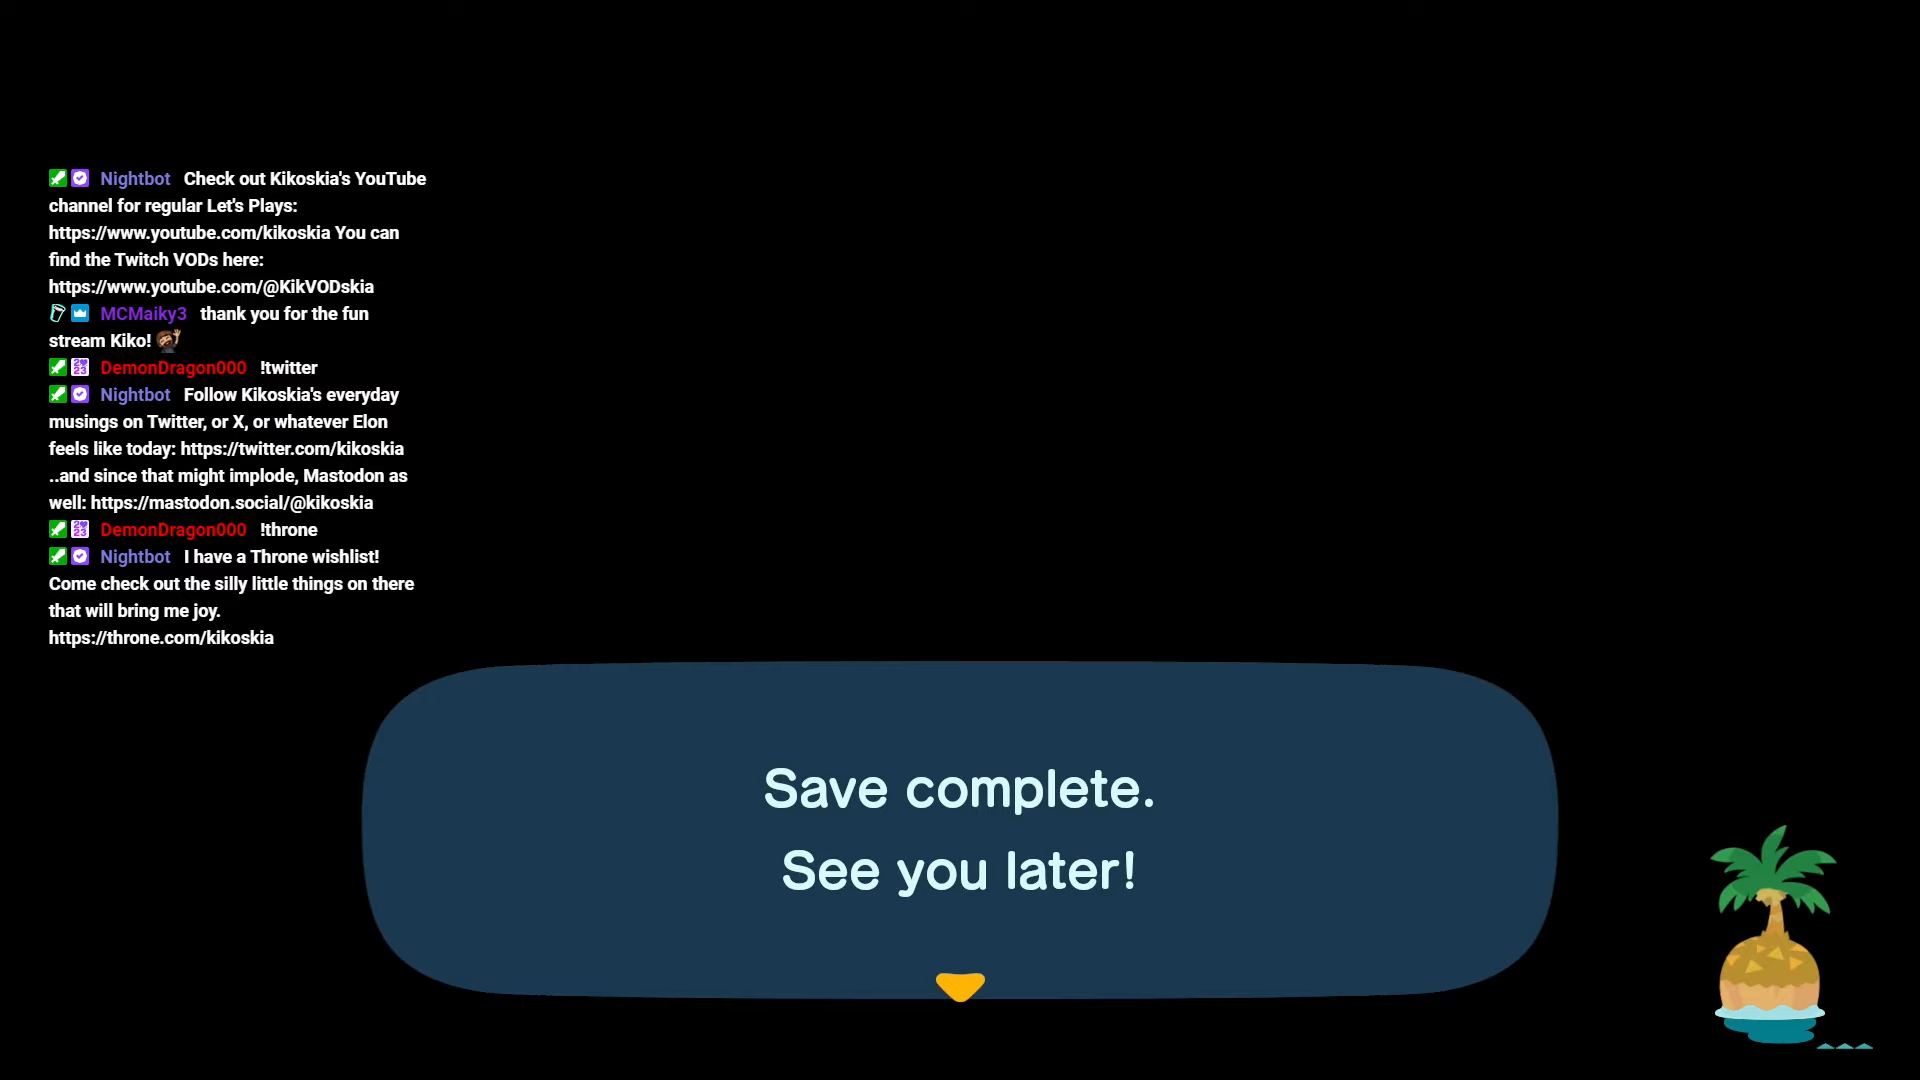 Nightbot Check out Kikoskia's YouTube
channel for regular Let's Plays:
https://www.youtube.com/kikoskia You can
find the Twitch VODs here:
https://www.youtube.com/@KikVODskia
MCMaiky3 thank you for the fun
stream Kiko!
DemonDragon000 !twitter
Nightbot Follow Kikoskia's everyday
musings on Twitter, or X, or whatever Elon
feels like today: https://twitter.com/kikoskia
..and since that might implode, Mastodon as
well: https://mastodon.social/@kikoskia
DemonDragon000 !throne
Nightbot I have a Throne wishlist!
Come check out the silly little things on there
that will bring me joy.
https://throne.com/kikoskia
Save complete.
See you later!